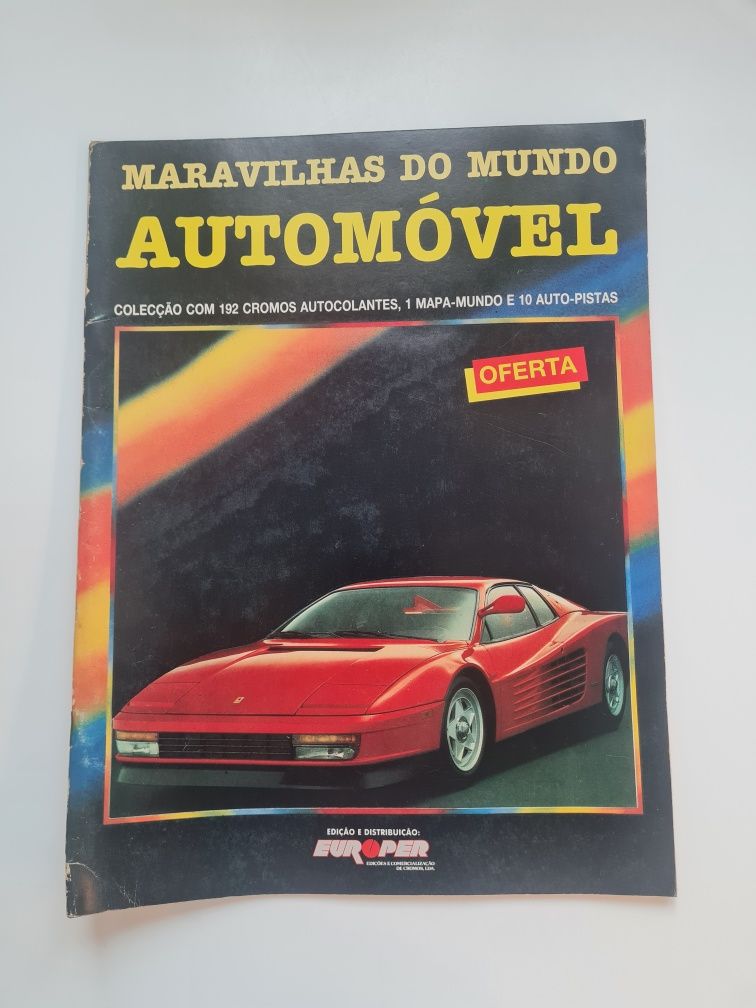 MARAVILHAS DO MUNDO
AUTOMÓVEL
COLECÇÃO COM 192 CROMOS AUTOCOLANTES, 1 MAPA-MUNDO E 10 AUTO-PISTAS
OFERTA
EDIÇÃO E DISTRIBUIÇÃO:
EUROPER
EDIÇÕES E COMERCIALIZAÇÃO
DE CROMOS, LDA.